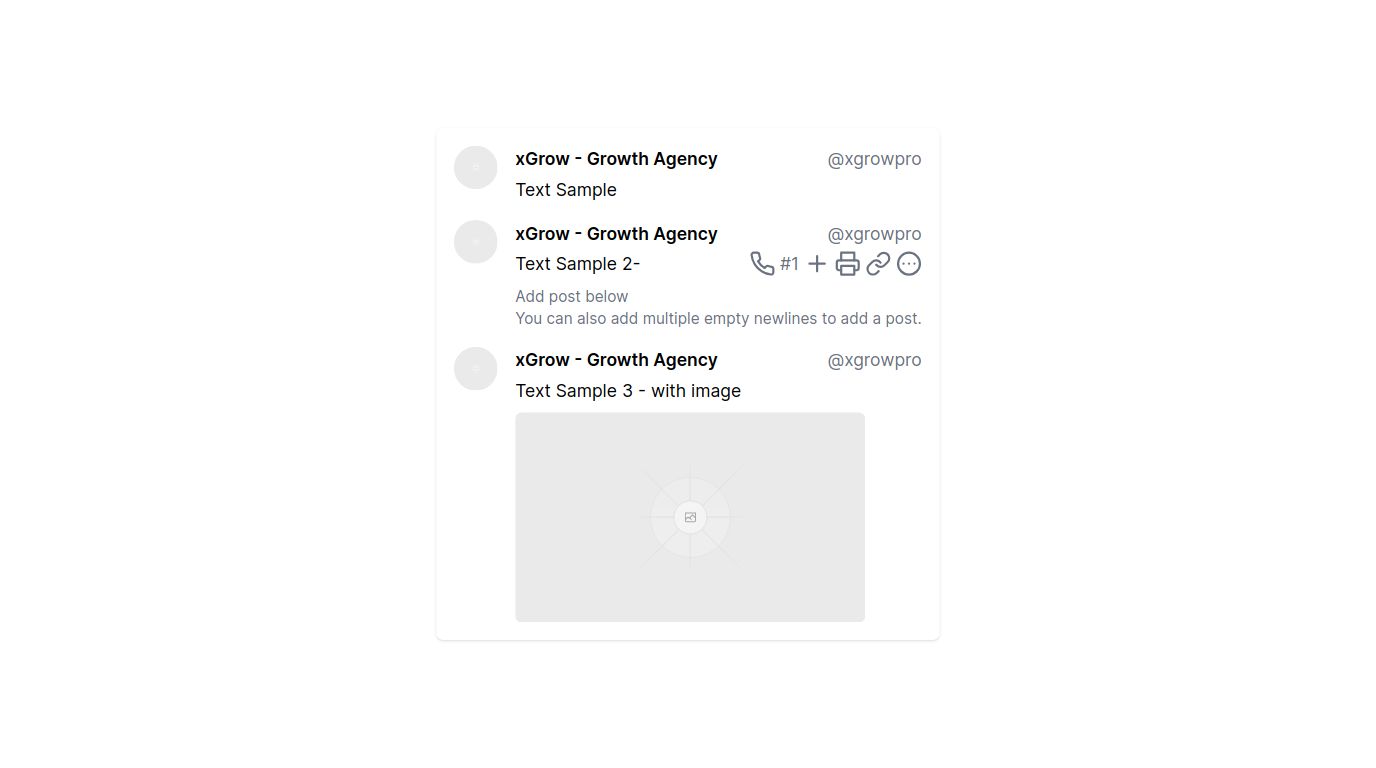 xGrow - Growth Agency @xgrowpro
Text Sample
xGrow - Growth Agency @xgrowpro
Text Sample 2- #1
Add post below
You can also add multiple empty newlines to add a post.
xGrow - Growth Agency @xgrowpro
Text Sample 3 - with image